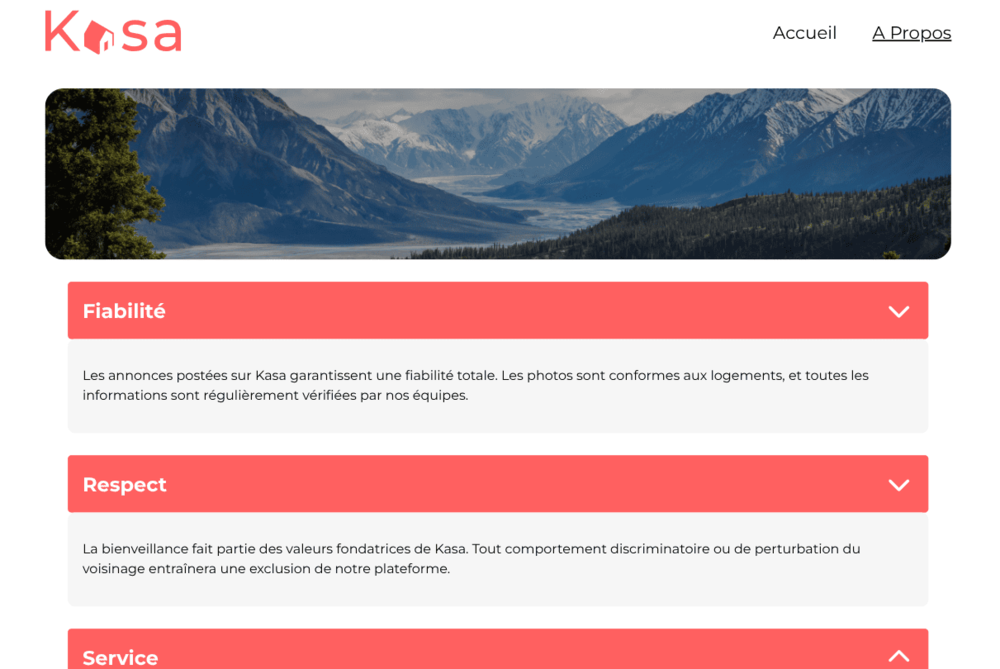 Kasa
Accueil
A Propos
Fiabilité
Les annonces postées sur Kasa garantissent une fiabilité totale. Les photos sont conformes aux logements, et toutes les
informations sont régulièrement vérifiées par nos équipes.
Respect
La bienveillance fait partie des valeurs fondatrices de Kasa. Tout comportement discriminatoire ou de perturbation du
voisinage entraînera une exclusion de notre plateforme.
Service